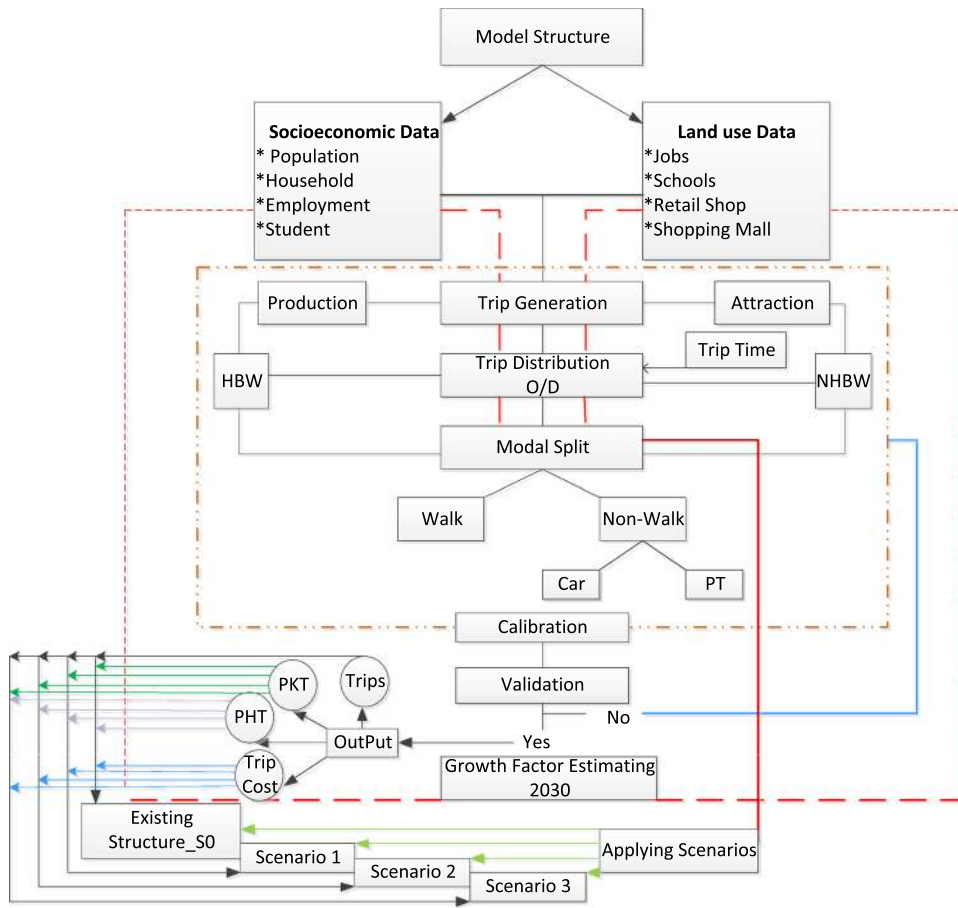 Model Structure
Socioeconomic Data
* Population
*Household
*Employment
*Student
Land use Data
*Jobs
*Schools
*Retail Shop
*Shopping Mall
Production
Trip Generation
Attraction
HBW
Trip Distribution
O/D
Trip Time
NHBW
Modal Split
Walk
Non-Walk
Car
PT
Calibration
Validation
No
Yes
OutPut
Trips
PKT
PHT
Trip
Cost
Growth Factor Estimating
2030
Existing
Structure_S0
Scenario 1
Scenario 2
Scenario 3
Applying Scenarios